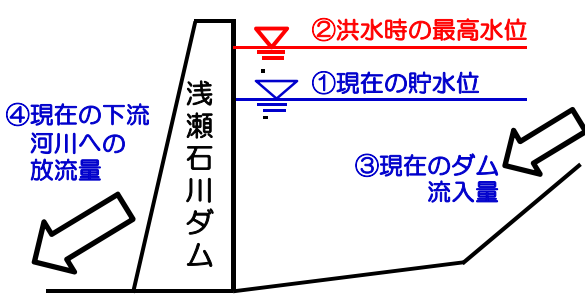 ②洪水時の最高水位
①現在の貯水位
④現在の下流
河川への
放流量
浅瀬石川ダム
③現在のダム
流入量